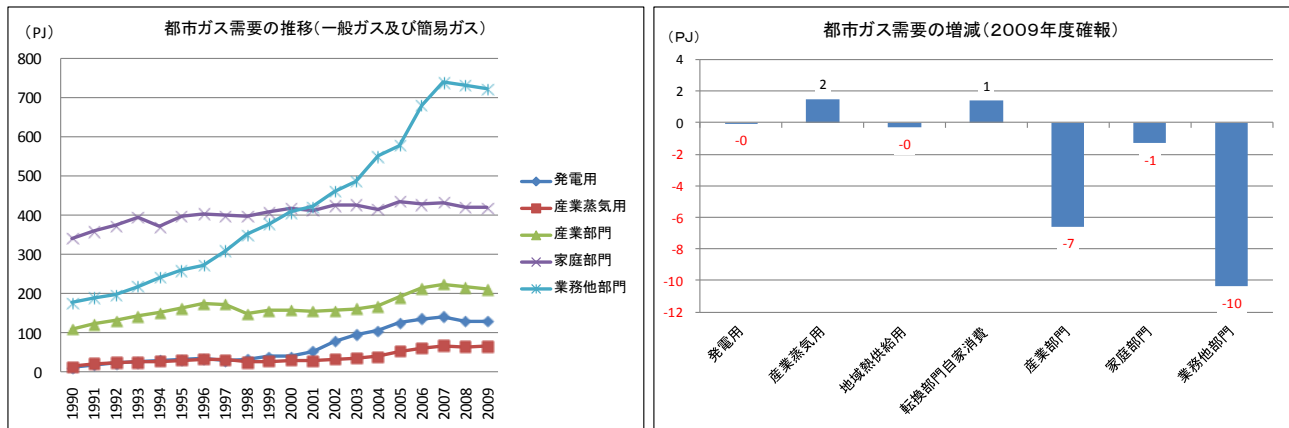 都市ガス需要の推移(一般ガス及び簡易ガス)
（PJ）
800
700
600
500
400
300
200
100
0
1990
1991
1992
1993
1994
1995
1996
1997
1998
1999
2000
2001
2002
2003
2004
2005
2006
2007
2008
2009
発電用
産業蒸気用
産業部門
家庭部門
業務他部門
都市ガス需要の増減(2009年度確報)
（PJ）
4
2
0
-2
-4
-6
-8
-10
-12
-0
2
-0
1
-7
-1
-10
発電用
産業蒸気用
地域熱供給用
転換部門自家消費
産業部門
家庭部門
業務他部門